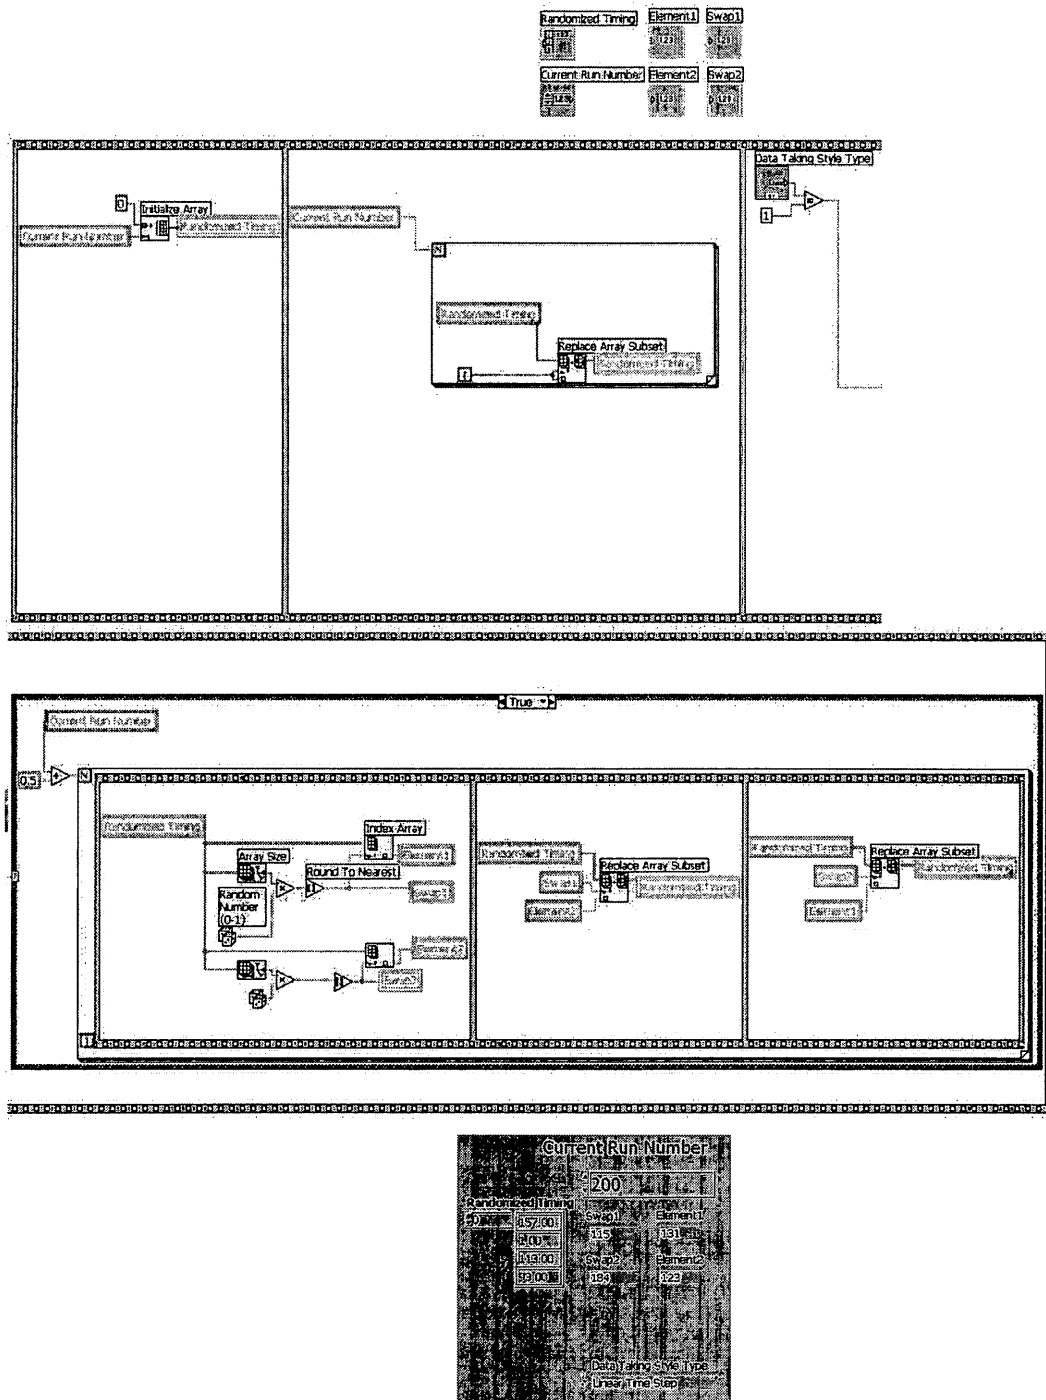 Randomized Timing Element1 Swap1
Current Run Number Element2 Swap2
Data Taking Style Type
0 Initialize Array
Randomized Timing
Current Run Number
Current Run Number
1
N
Randomized Timing
Replace Array Subset
Randomized Timing
i
True
Current Run Number
0.5
N
Randomized Timing
Index Array
Element1
Array Size
Round To Nearest
Swap1
Random
Number
(0-1)
Element2
Swap2
Randomized Timing
Replace Array Subset
Swap1
Randomized Timing
Element2
Randomized Timing
Replace Array Subset
Swap2
Randomized Timing
Element1
i
Current Run Number
200
Randomized Timing
0 157.00 Swap1 Element1
115 131
113.00 Swap2 Element2
93.00 184 123
Data Taking Style Type
Linear Time Step